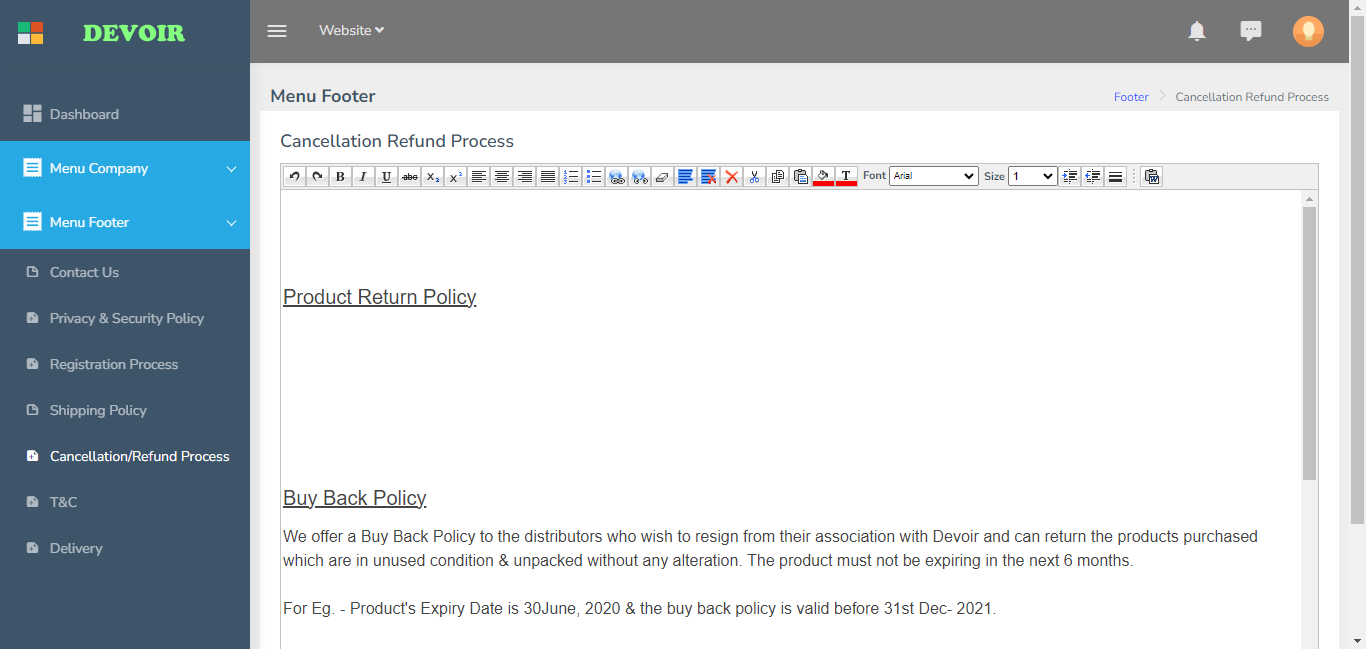 DEVOIR
Website
Dashboard
Menu Company
Menu Footer
Contact Us
Privacy & Security Policy
Registration Process
Shipping Policy
Cancellation/Refund Process
T&C
Delivery
Menu Footer
Footer
Cancellation Refund Process
Cancellation Refund Process
B I U abc X₂ X² T Font Arial Size 1
Product Return Policy
Buy Back Policy
We offer a Buy Back Policy to the distributors who wish to resign from their association with Devoir and can return the products purchased
which are in unused condition & unpacked without any alteration. The product must not be expiring in the next 6 months.
For Eg. - Product's Expiry Date is 30June, 2020 & the buy back policy is valid before 31st Dec- 2021.